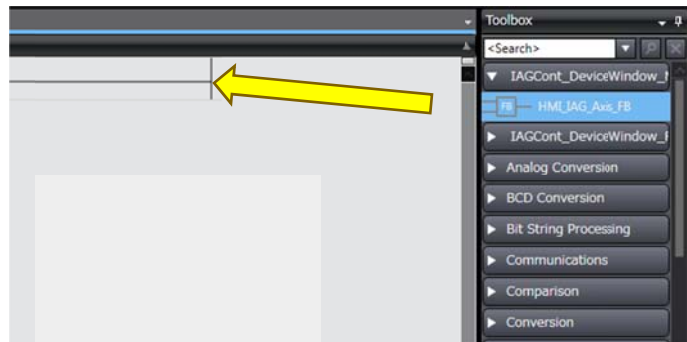 Toolbox
<Search>
IAGCont_DeviceWindow_
FB HMI_IAG_Axis_FB
IAGCont_DeviceWindow_
Analog Conversion
BCD Conversion
Bit String Processing
Communications
Comparison
Conversion